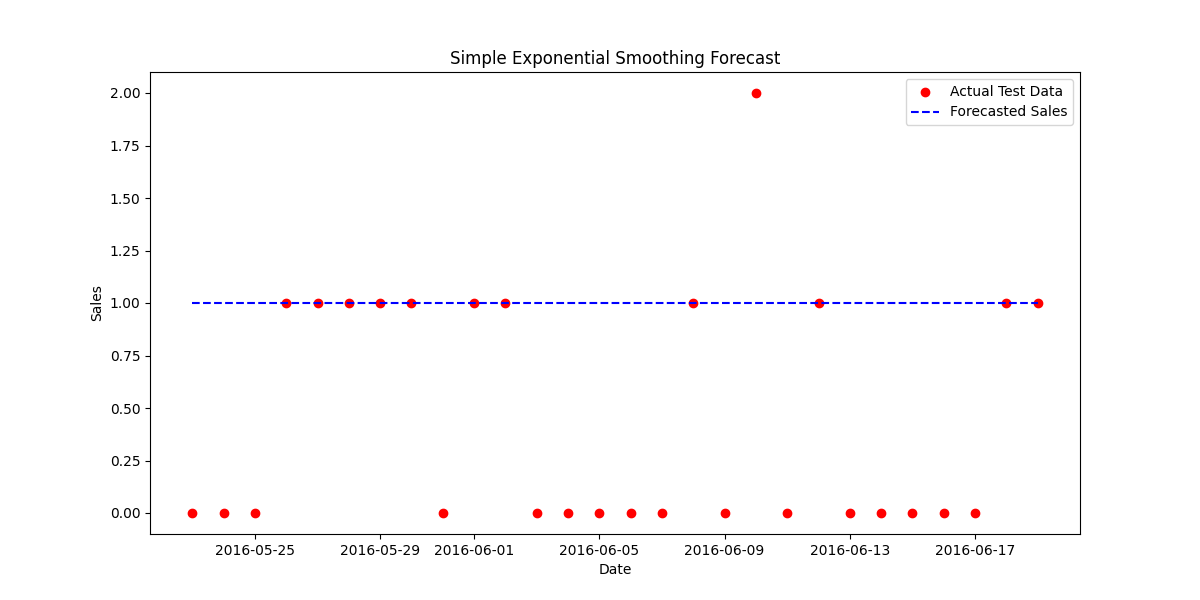 Simple Exponential Smoothing Forecast
Actual Test Data
Forecasted Sales
2.00
1.75
1.50
1.25
1.00
0.75
0.50
0.25
0.00
Sales
2016-05-25 2016-05-29 2016-06-01 2016-06-05 2016-06-09 2016-06-13 2016-06-17
Date